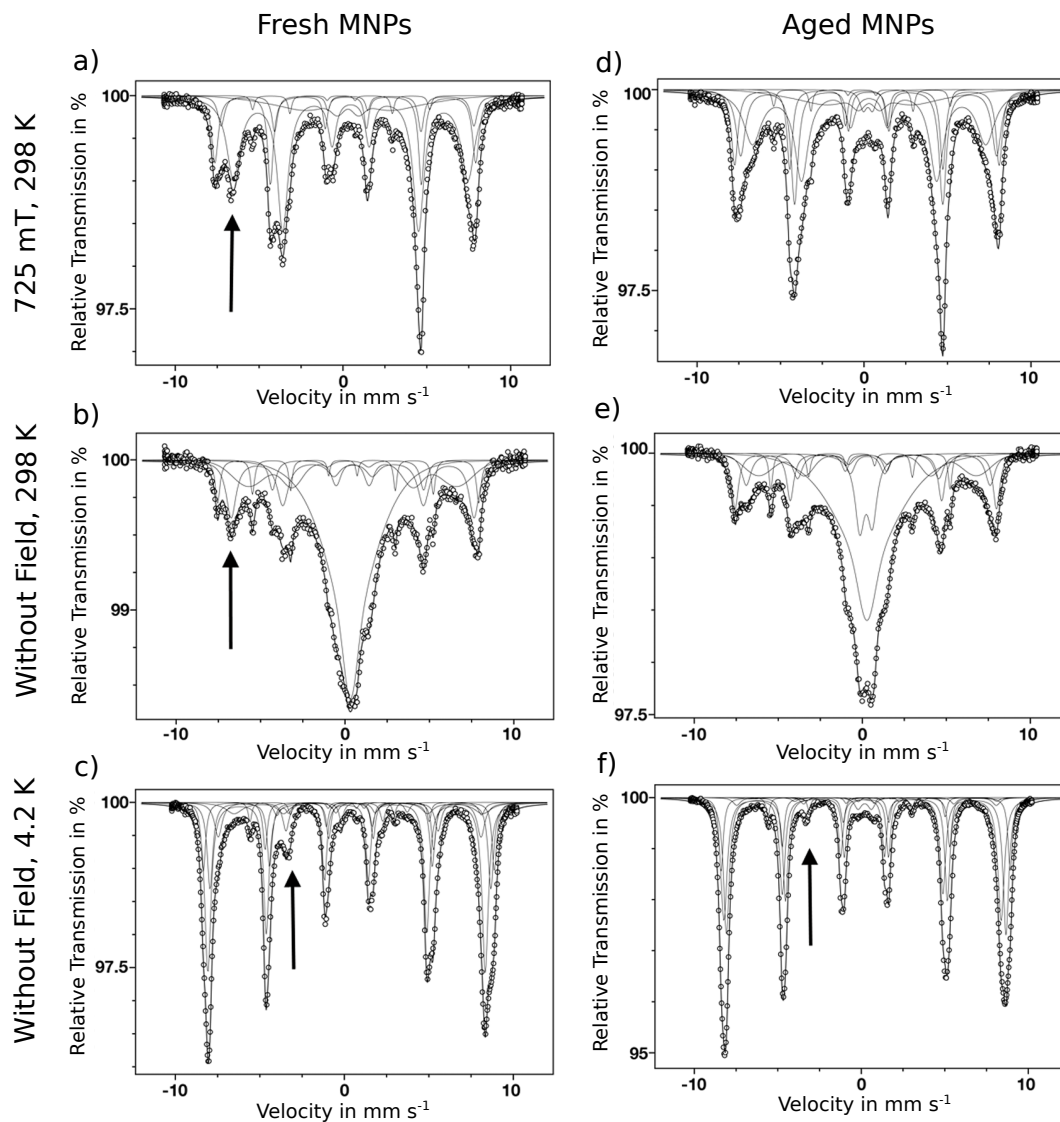 Fresh MNPs
Aged MNPs
725 mT, 298 K
a)
Relative Transmission in %
100
97.5
-10
0
10
Velocity in mm s-1
d)
Relative Transmission in %
100
97.5
-10
0
10
Velocity in mm s-1
Without Field, 298 K
b)
Relative Transmission in %
100
99
-10
0
10
Velocity in mm s-1
e)
Relative Transmission in %
100
97.5
-10
0
10
Velocity in mm s-1
Without Field, 4.2 K
c)
Relative Transmission in %
100
97.5
-10
0
10
Velocity in mm s-1
f)
Relative Transmission in %
100
95
-10
0
10
Velocity in mm s-1